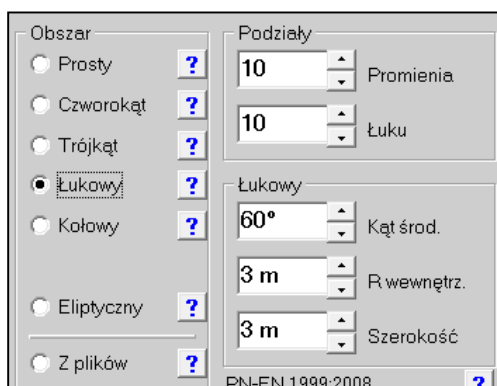 Obszar
Prosty ?
Czworokąt ?
Trójkąt ?
Łukowy ?
Kołowy ?
Eliptyczny ?
Z plików ?
Podziały
10 Promienia
10 Łuku
Łukowy
60° Kąt środ.
3 m R wewnętrz.
3 m Szerokość
PN-EN 1999:2008 ?